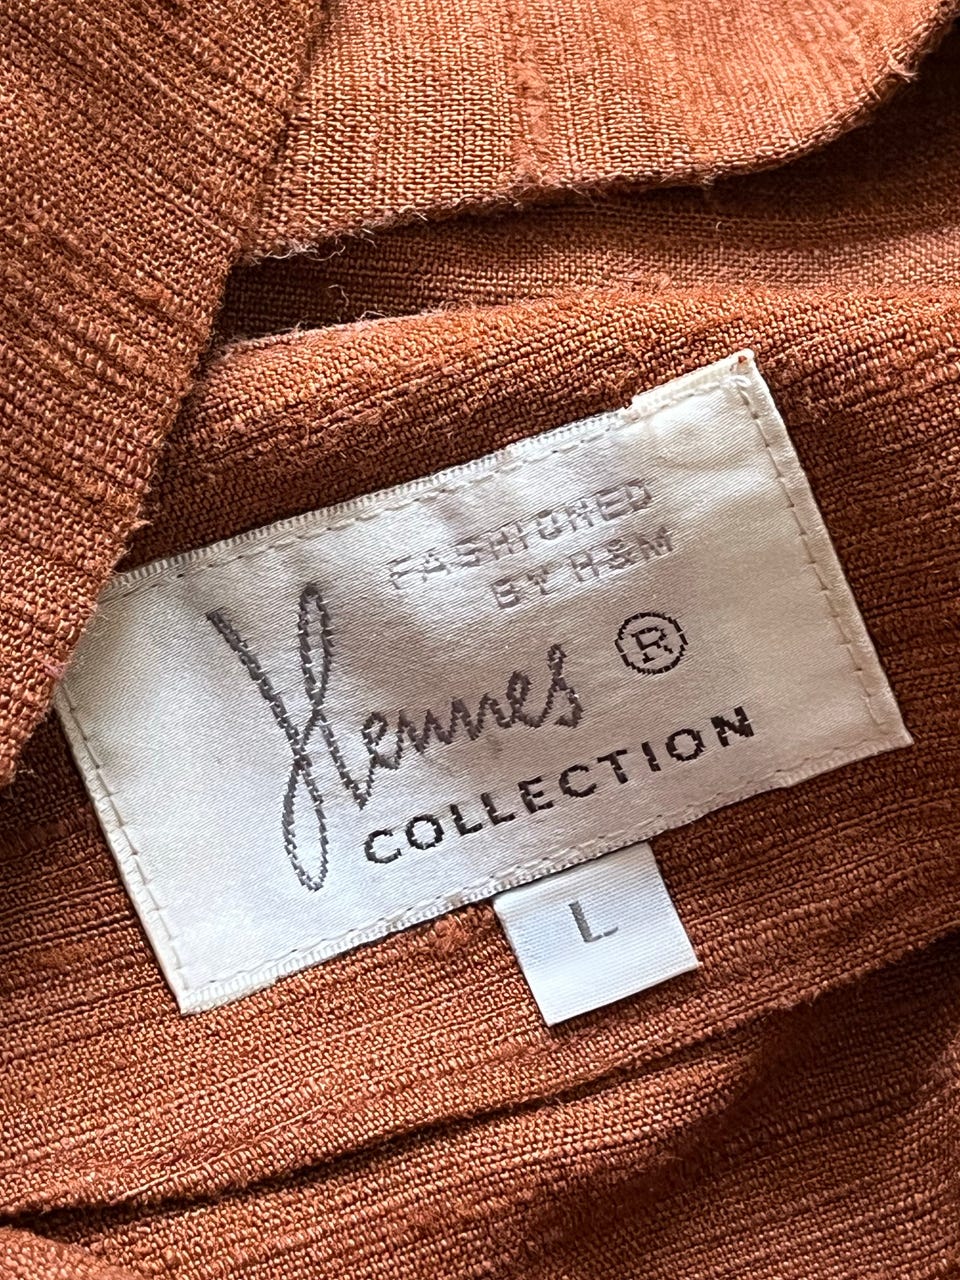 FASHIONED
BY H&M
Hennes ®
COLLECTION
L